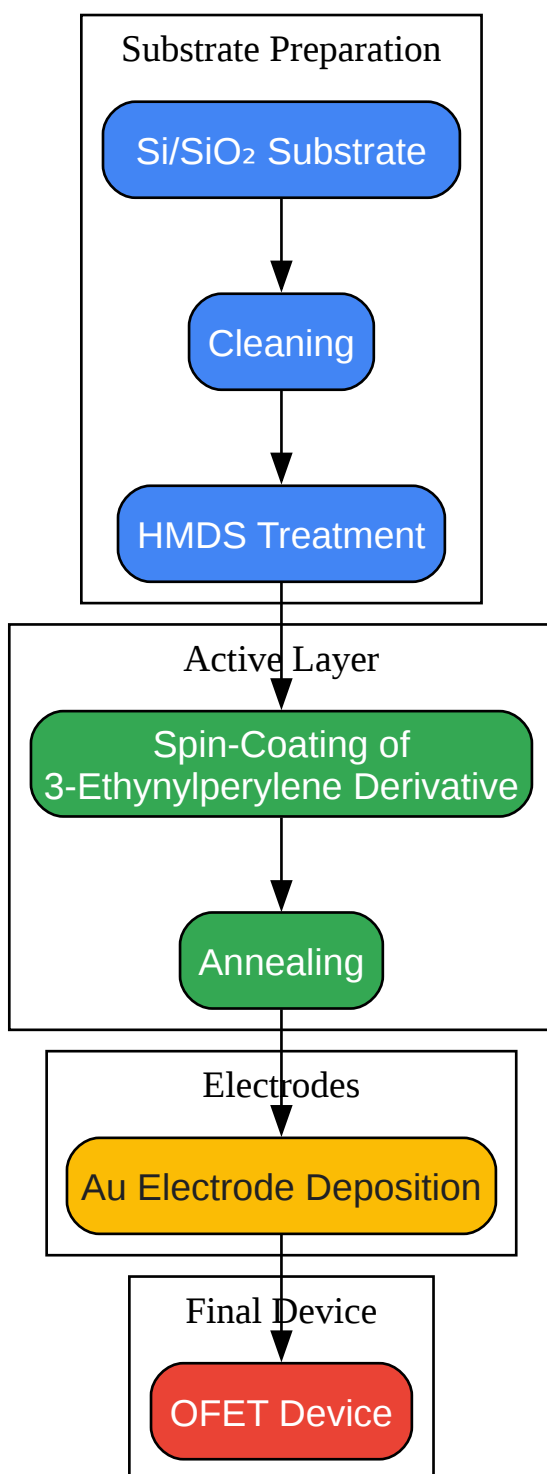 Substrate Preparation
Si/SiO₂ Substrate
Cleaning
HMDS Treatment
Active Layer
Spin-Coating of
3-Ethynylperylene Derivative
Annealing
Electrodes
Au Electrode Deposition
Final Device
OFET Device